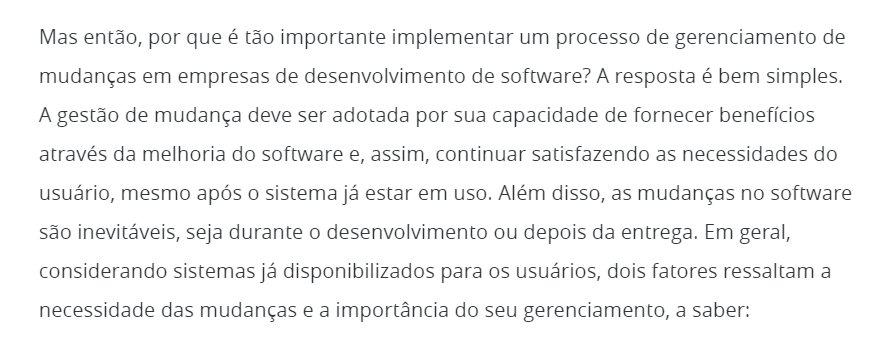 Mas então, por que é tão importante implementar um processo de gerenciamento de
mudanças em empresas de desenvolvimento de software? A resposta é bem simples.
A gestão de mudança deve ser adotada por sua capacidade de fornecer benefícios
através da melhoria do software e, assim, continuar satisfazendo as necessidades do
usuário, mesmo após o sistema já estar em uso. Além disso, as mudanças no software
são inevitáveis, seja durante o desenvolvimento ou depois da entrega. Em geral,
considerando sistemas já disponibilizados para os usuários, dois fatores ressaltam a
necessidade das mudanças e a importância do seu gerenciamento, a saber: